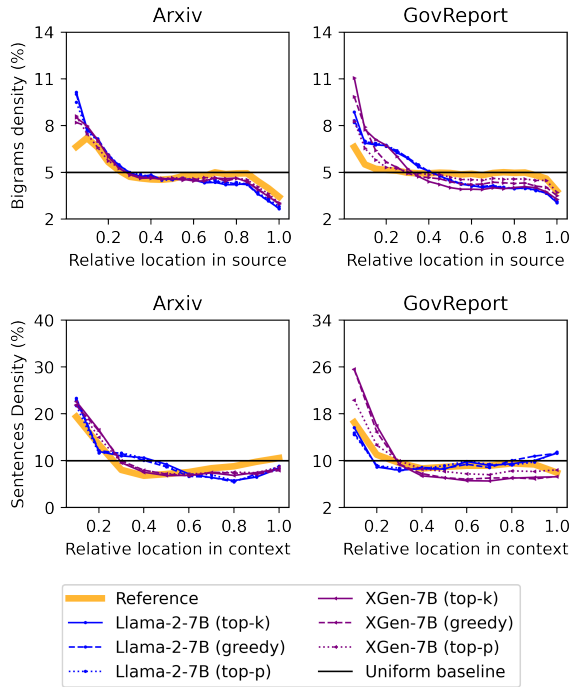 Arxiv
GovReport
Bigrams density (%)
14
11
8
5
2
0.2
0.4
0.6
0.8
1.0
Relative location in source
14
11
8
5
2
0.2
0.4
0.6
0.8
1.0
Relative location in source
Arxiv
GovReport
Sentences Density (%)
40
30
20
10
0
0.2
0.4
0.6
0.8
1.0
Relative location in context
34
26
18
10
2
0.2
0.4
0.6
0.8
1.0
Relative location in context
Reference
Llama-2-7B (top-k)
Llama-2-7B (greedy)
Llama-2-7B (top-p)
XGen-7B (top-k)
XGen-7B (greedy)
XGen-7B (top-p)
Uniform baseline